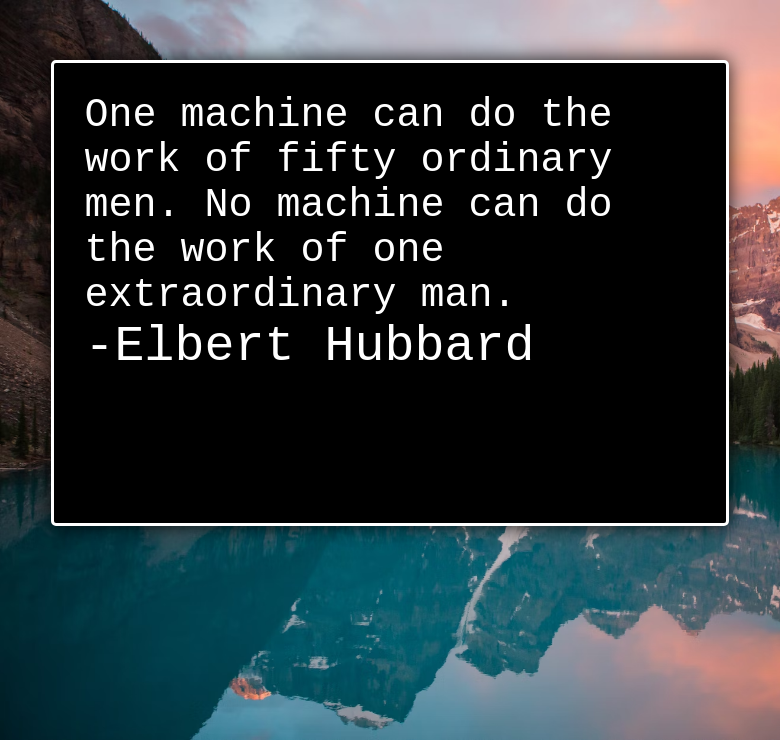 One machine can do the
work of fifty ordinary
men. No machine can do
the work of one
extraordinary man.
-Elbert Hubbard